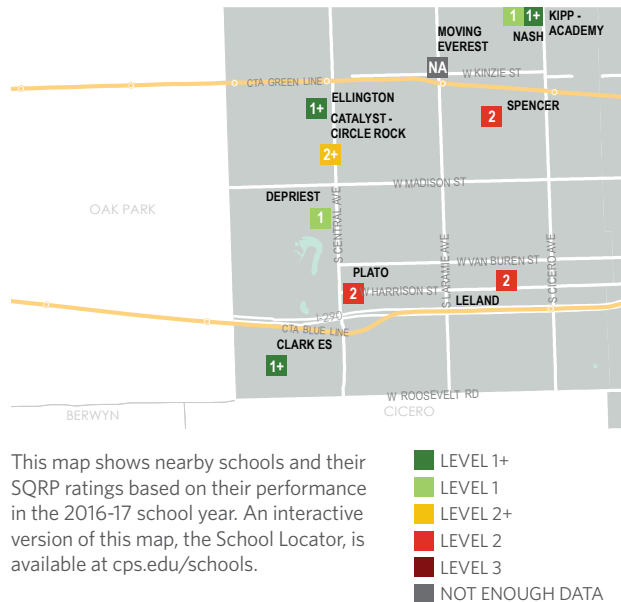 1
1+
KIPP -
ACADEMY
NASH
MOVING
EVEREST
NA
W KINZIE ST
CTA GREEN LINE
1+
ELLINGTON
2
SPENCER
CATALYST -
CIRCLE ROCK
2+
W MADISON ST
OAK PARK
DEPRIEST
1
S CENTRAL AVE
S LARAMIE AVE
S CICERO AVE
W VAN BUREN ST
PLATO
2
2
W HARRISON ST
LELAND
I-290
CTA BLUE LINE
CLARK ES
1+
W ROOSEVELT RD
BERWYN
CICERO
This map shows nearby schools and their
SQRP ratings based on their performance
in the 2016-17 school year. An interactive
version of this map, the School Locator, is
available at cps.edu/schools.
LEVEL 1+
LEVEL 1
LEVEL 2+
LEVEL 2
LEVEL 3
NOT ENOUGH DATA